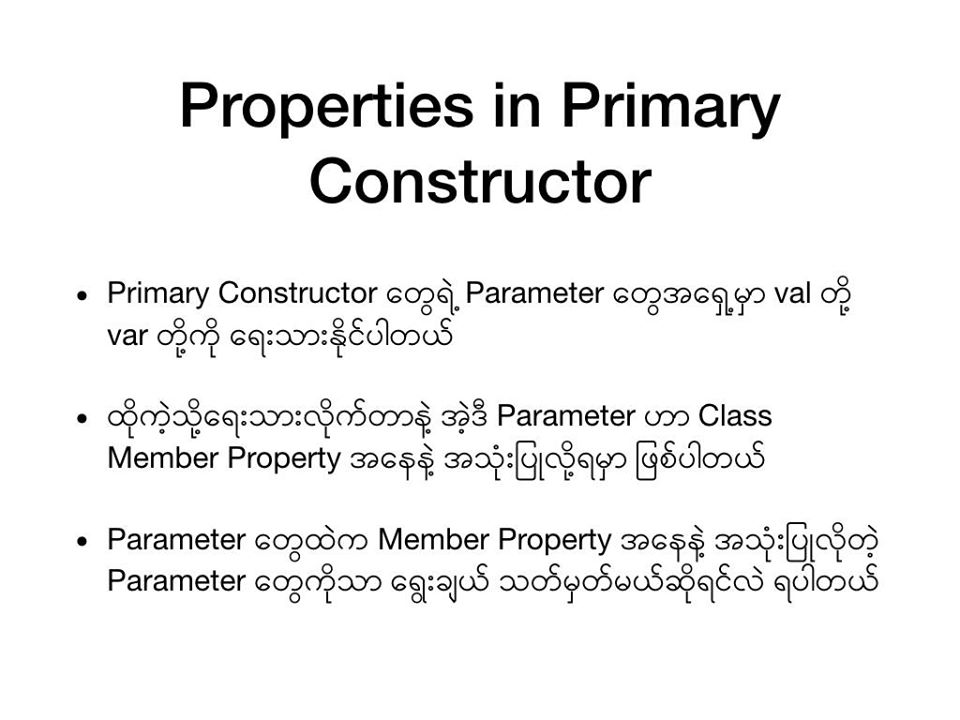 Properties in Primary
Constructor
• Primary Constructor တွေရဲ့ Parameter တွေအရှေ့မှာ val တို့
var တို့ကို ရေးသားနိုင်ပါတယ်
• ထိုကဲ့သို့ရေးသားလိုက်တာနဲ့ အဲ့ဒီ Parameter ဟာ Class
Member Property အနေနဲ့ အသုံးပြုလို့ရမှာ ဖြစ်ပါတယ်
• Parameter တွေထဲက Member Property အနေနဲ့ အသုံးပြုလိုတဲ့
Parameter တွေကိုသာ ရွေးချယ် သတ်မှတ်မယ်ဆိုရင်လဲ ရပါတယ်